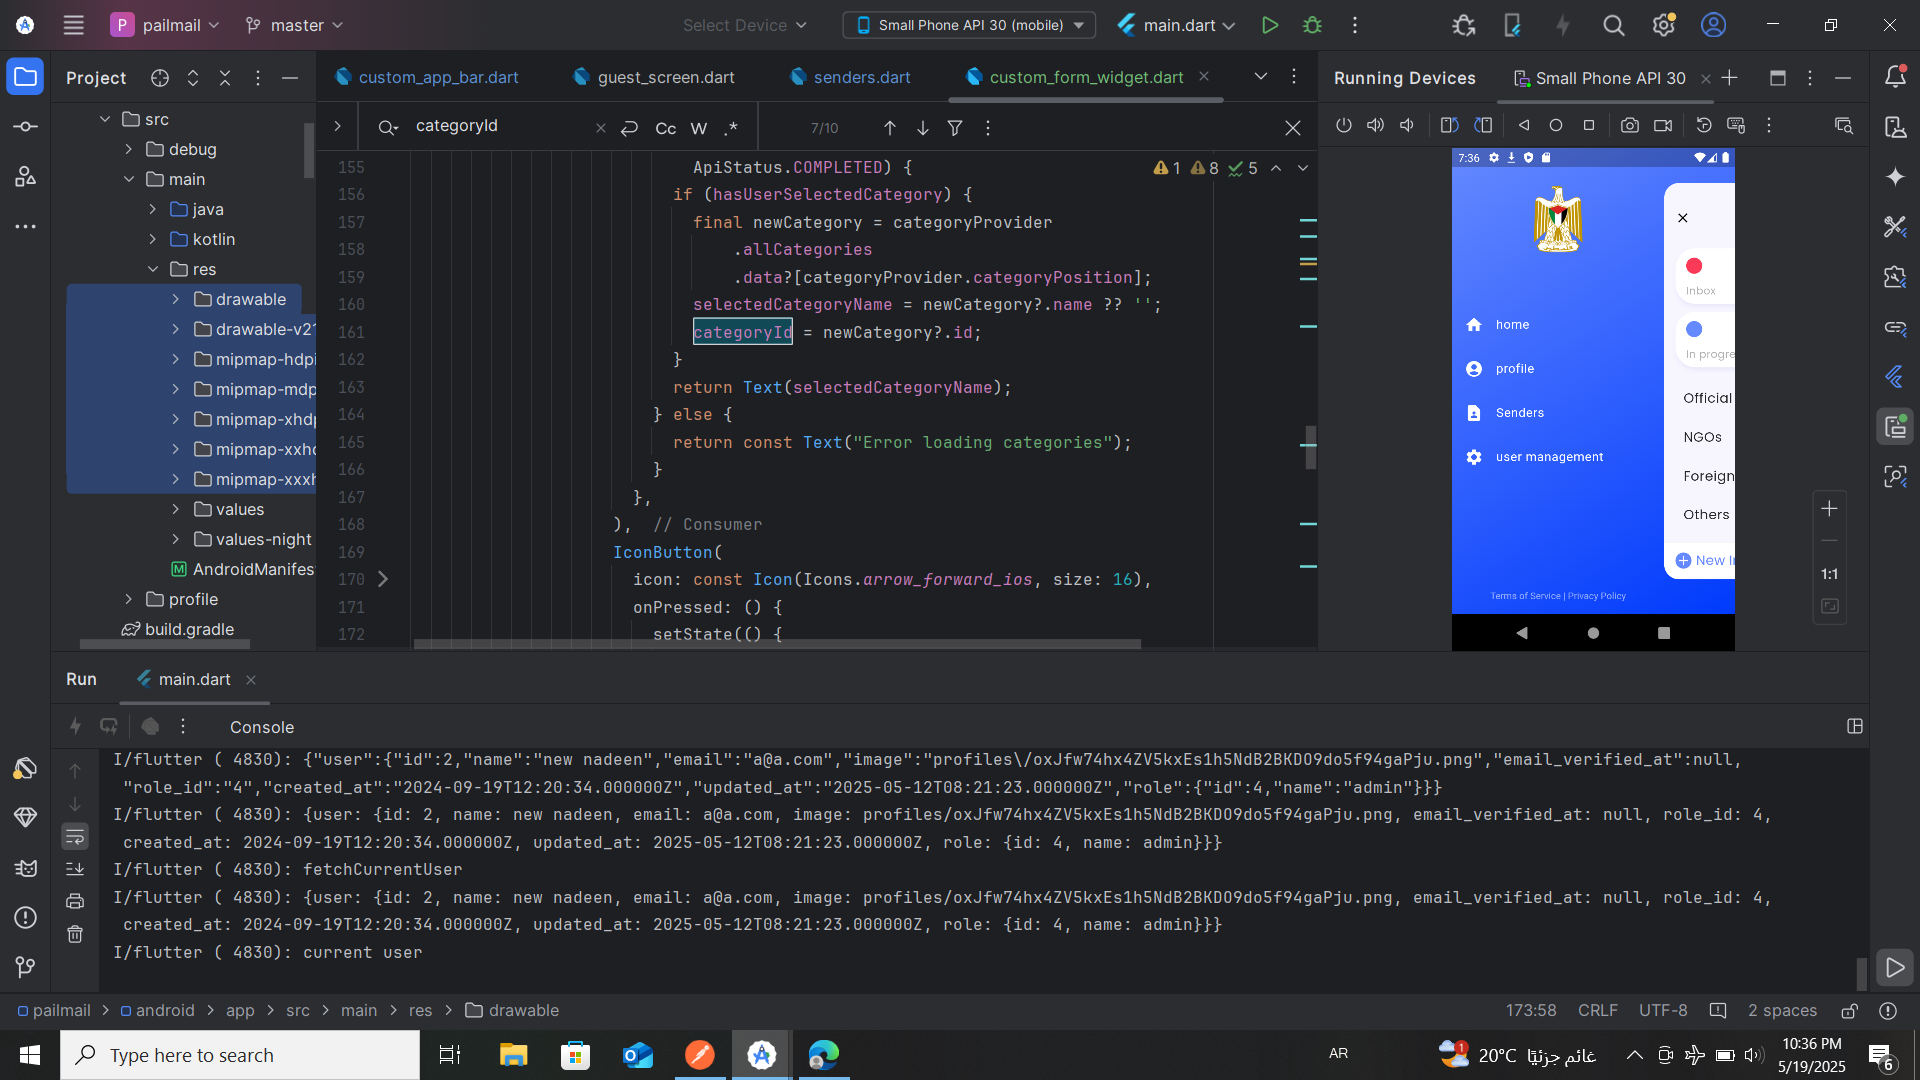 P pailmail
master
Select Device
Small Phone API 30 (mobile)
main.dart
Project
custom_app_bar.dart
guest_screen.dart
senders.dart
custom_form_widget.dart
Running Devices
Small Phone API 30
src
debug
main
java
kotlin
res
drawable
drawable-v21
mipmap-hdpi
mipmap-mdp
mipmap-xhdp
mipmap-xxhd
mipmap-xxxh
values
values-night
AndroidManifes
profile
build.gradle
categoryId
Cc W .*
7/10
1 8 5
155 ApiStatus.COMPLETED) {
156 if (hasUserSelectedCategory) {
157 final newCategory = categoryProvider
158 .allCategories
159 .data?[categoryProvider.categoryPosition];
160 selectedCategoryName = newCategory?.name ?? '';
161 categoryId = newCategory?.id;
162 }
163 return Text(selectedCategoryName);
164 } else {
165 return const Text("Error loading categories");
166 }
167 },
168 ), // Consumer
169 IconButton(
170 icon: const Icon(Icons.arrow_forward_ios, size: 16),
171 onPressed: () {
172 setState(() {
7:36
home
profile
Senders
user management
Terms of Service | Privacy Policy
Inbox
In progre
Official
NGOs
Foreign
Others
New I
1:1
Run
main.dart
Console
I/flutter ( 4830): {"user":{"id":2,"name":"new nadeen","email":"a@a.com","image":"profiles\/oxJfw74hx4ZV5kxEs1h5NdB2BKDO9do5f94gaPju.png","email_verified_at":null,
"role_id":"4","created_at":"2024-09-19T12:20:34.000000Z","updated_at":"2025-05-12T08:21:23.000000Z","role":{"id":4,"name":"admin"}}}
I/flutter ( 4830): {user: {id: 2, name: new nadeen, email: a@a.com, image: profiles/oxJfw74hx4ZV5kxEs1h5NdB2BKDO9do5f94gaPju.png, email_verified_at: null, role_id: 4,
created_at: 2024-09-19T12:20:34.000000Z, updated_at: 2025-05-12T08:21:23.000000Z, role: {id: 4, name: admin}}}
I/flutter ( 4830): fetchCurrentUser
I/flutter ( 4830): {user: {id: 2, name: new nadeen, email: a@a.com, image: profiles/oxJfw74hx4ZV5kxEs1h5NdB2BKDO9do5f94gaPju.png, email_verified_at: null, role_id: 4,
created_at: 2024-09-19T12:20:34.000000Z, updated_at: 2025-05-12T08:21:23.000000Z, role: {id: 4, name: admin}}}
I/flutter ( 4830): current user
pailmail > android > app > src > main > res > drawable
173:58 CRLF UTF-8 2 spaces
Type here to search
AR
1
20°C غائم جزئيًا
10:36 PM
5/19/2025
6